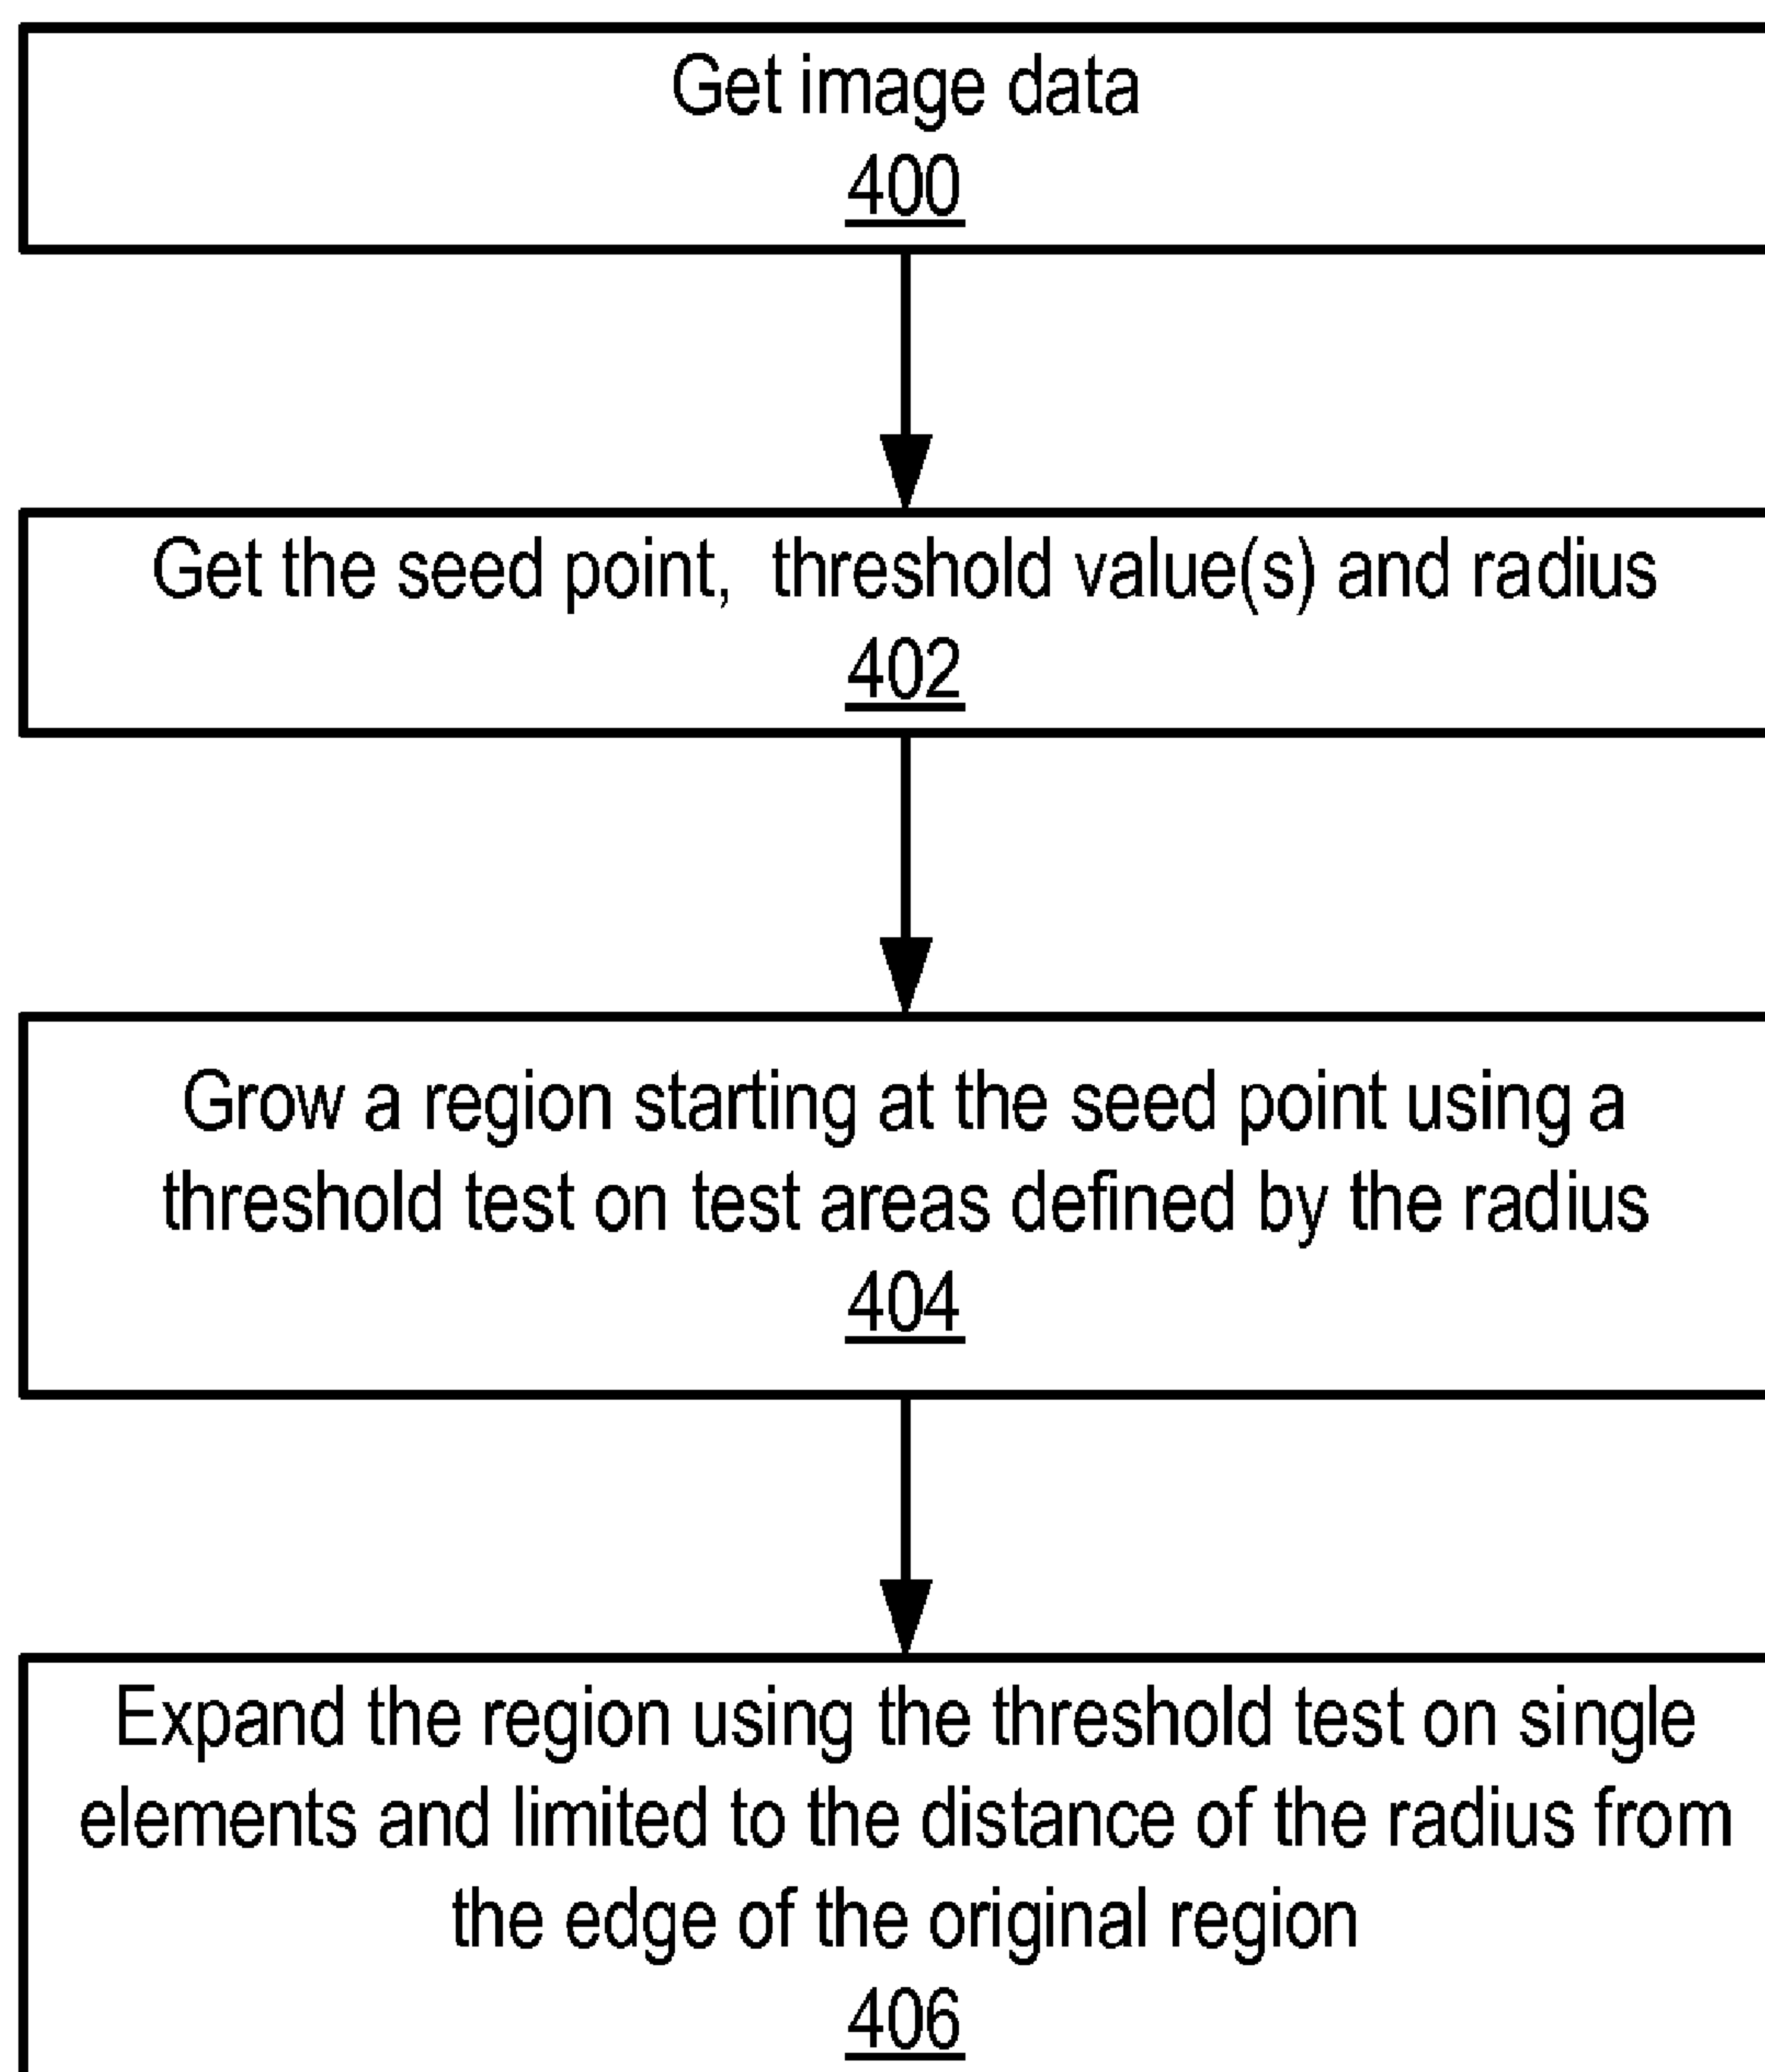 Get image data
400
Get the seed point, threshold value(s) and radius
402
Grow a region starting at the seed point using a
threshold test on test areas defined by the radius
404
Expand the region using the threshold test on single
elements and limited to the distance of the radius from
the edge of the original region
406